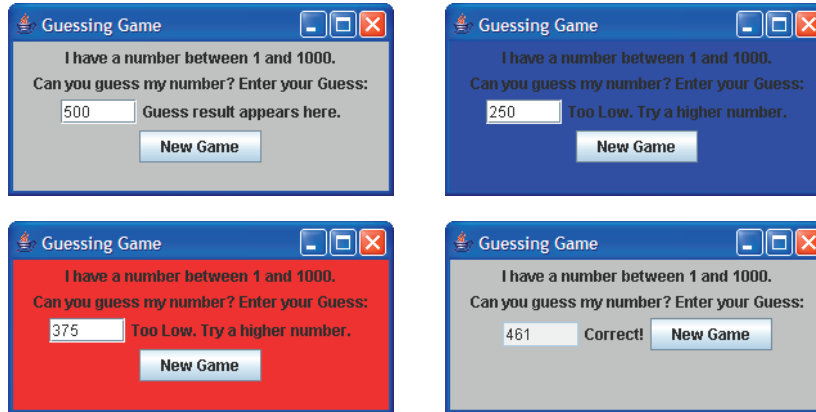 Guessing Game
I have a number between 1 and 1000.
Can you guess my number? Enter your Guess:
500 Guess result appears here.
New Game
Guessing Game
I have a number between 1 and 1000.
Can you guess my number? Enter your Guess:
250 Too Low. Try a higher number.
New Game
Guessing Game
I have a number between 1 and 1000.
Can you guess my number? Enter your Guess:
375 Too Low. Try a higher number.
New Game
Guessing Game
I have a number between 1 and 1000.
Can you guess my number? Enter your Guess:
461 Correct! New Game